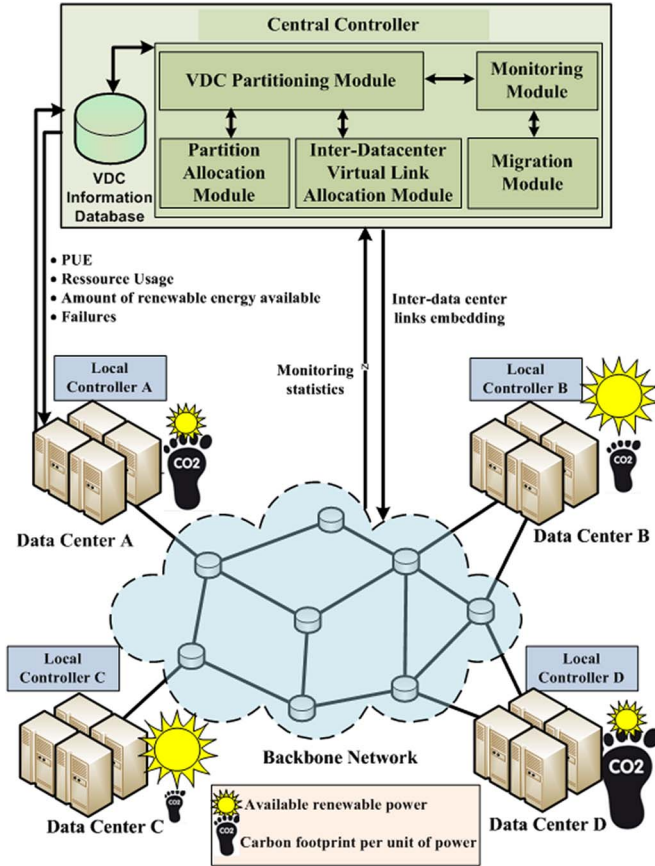 Central Controller
VDC Partitioning Module
Monitoring
Module
Partition
Allocation
Module
Inter-Datacenter
Virtual Link
Allocation Module
Migration
Module
VDC
Information
Database
• PUE
• Ressource Usage
• Amount of renewable energy available
• Failures
Inter-data center
links embedding
Monitoring
statistics
Local
Controller A
CO2
Data Center A
Local
Controller B
CO2
Data Center B
Local
Controller C
CO2
Data Center C
Local
Controller D
CO2
Data Center D
Backbone Network
Available renewable power
CO2
Carbon footprint per unit of power